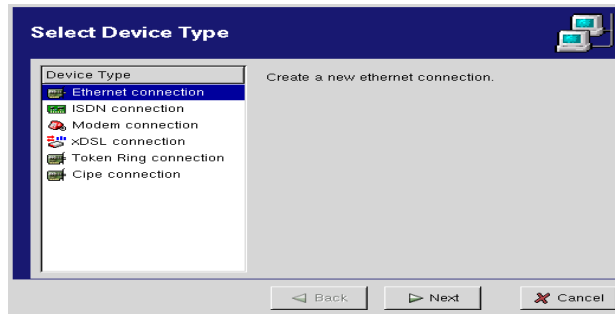 Select Device Type
Device Type
Ethernet connection
ISDN connection
Modem connection
xDSL connection
Token Ring connection
Cipe connection
Create a new ethernet connection.
Back
Next
Cancel